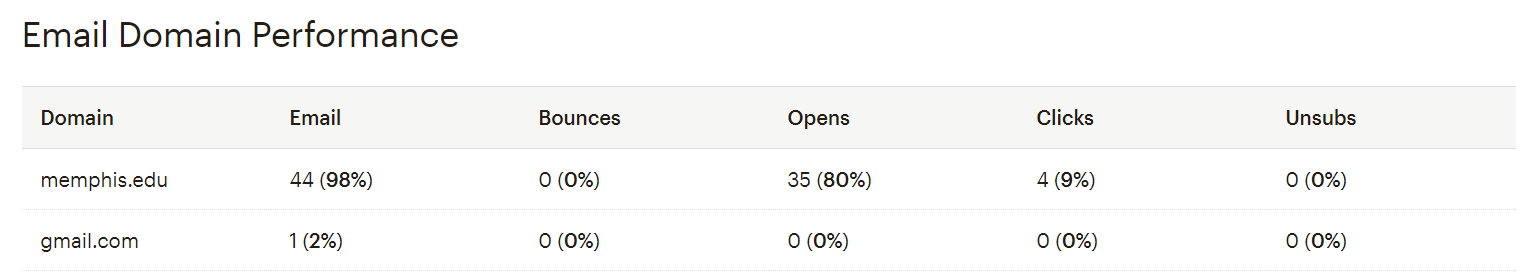 Email Domain Performance
Domain Email Bounces Opens Clicks Unsubs
memphis.edu 44 (98%) 0 (0%) 35 (80%) 4 (9%) 0 (0%)
gmail.com 1 (2%) 0 (0%) 0 (0%) 0 (0%) 0 (0%)